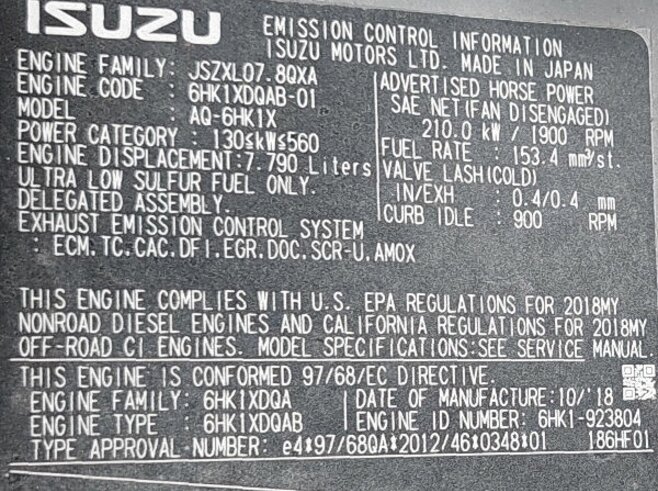 ISUZU
EMISSION CONTROL INFORMATION
ISUZU MOTORS LTD. MADE IN JAPAN
ENGINE FAMILY: JSZXL07.8QXA
ENGINE CODE : 6HK1XDQAB-01
MODEL : AQ-6HK1X
POWER CATEGORY : 130≤kW≤560
ENGINE DISPLACEMENT:7.790 Liters
ULTRA LOW SULFUR FUEL ONLY.
DELEGATED ASSEMBLY.
EXHAUST EMISSION CONTROL SYSTEM
: ECM.TC.CAC.DFI.EGR.DOC.SCR-U.AMOX
ADVERTISED HORSE POWER
SAE NET(FAN DISENGAGED)
210.0 kW / 1900 RPM
FUEL RATE : 153.4 mm³/st.
VALVE LASH(COLD)
IN/EXH : 0.4/0.4 mm
CURB IDLE : 900 RPM
THIS ENGINE COMPLIES WITH U.S. EPA REGULATIONS FOR 2018MY
NONROAD DIESEL ENGINES AND CALIFORNIA REGULATIONS FOR 2018MY
OFF-ROAD CI ENGINES. MODEL SPECIFICATIONS:SEE SERVICE MANUAL.
THIS ENGINE IS CONFORMED 97/68/EC DIRECTIVE.
ENGINE FAMILY: 6HK1XDQA
DATE OF MANUFACTURE:10/'18
ENGINE TYPE : 6HK1XDQAB
ENGINE ID NUMBER: 6HK1-923804
TYPE APPROVAL-NUMBER: e4*97/68QA*2012/46*0348*01
186HF01